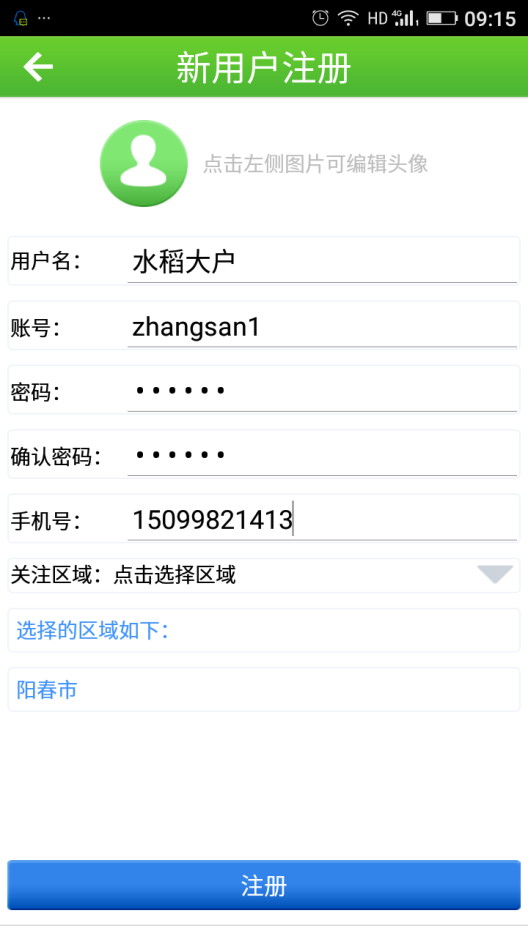 HD 4G 09:15
新用户注册
点击左侧图片可编辑头像
用户名: 水稻大户
账号: zhangsan1
密码: ••••••
确认密码: ••••••
手机号: 15099821413
关注区域: 点击选择区域
选择的区域如下:
阳春市
注册